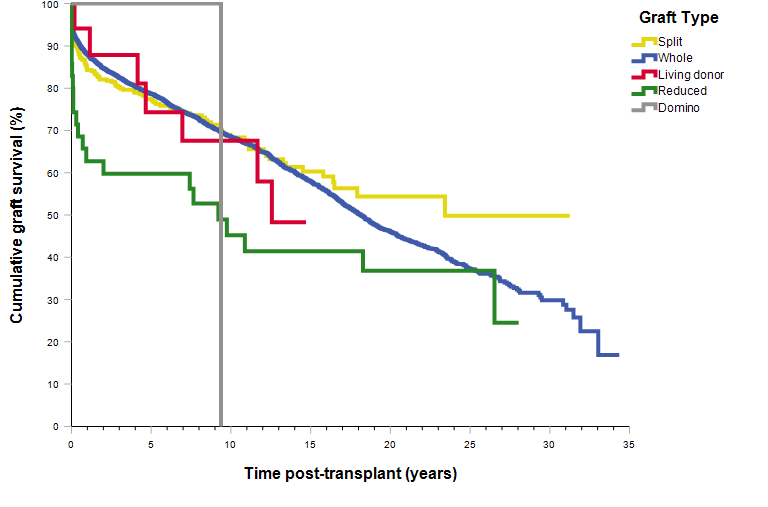 Graft Type
Split
Whole
Living donor
Reduced
Domino
Cumulative graft survival (%)
100
90
80
70
60
50
40
30
20
10
0
0 5 10 15 20 25 30 35
Time post-transplant (years)